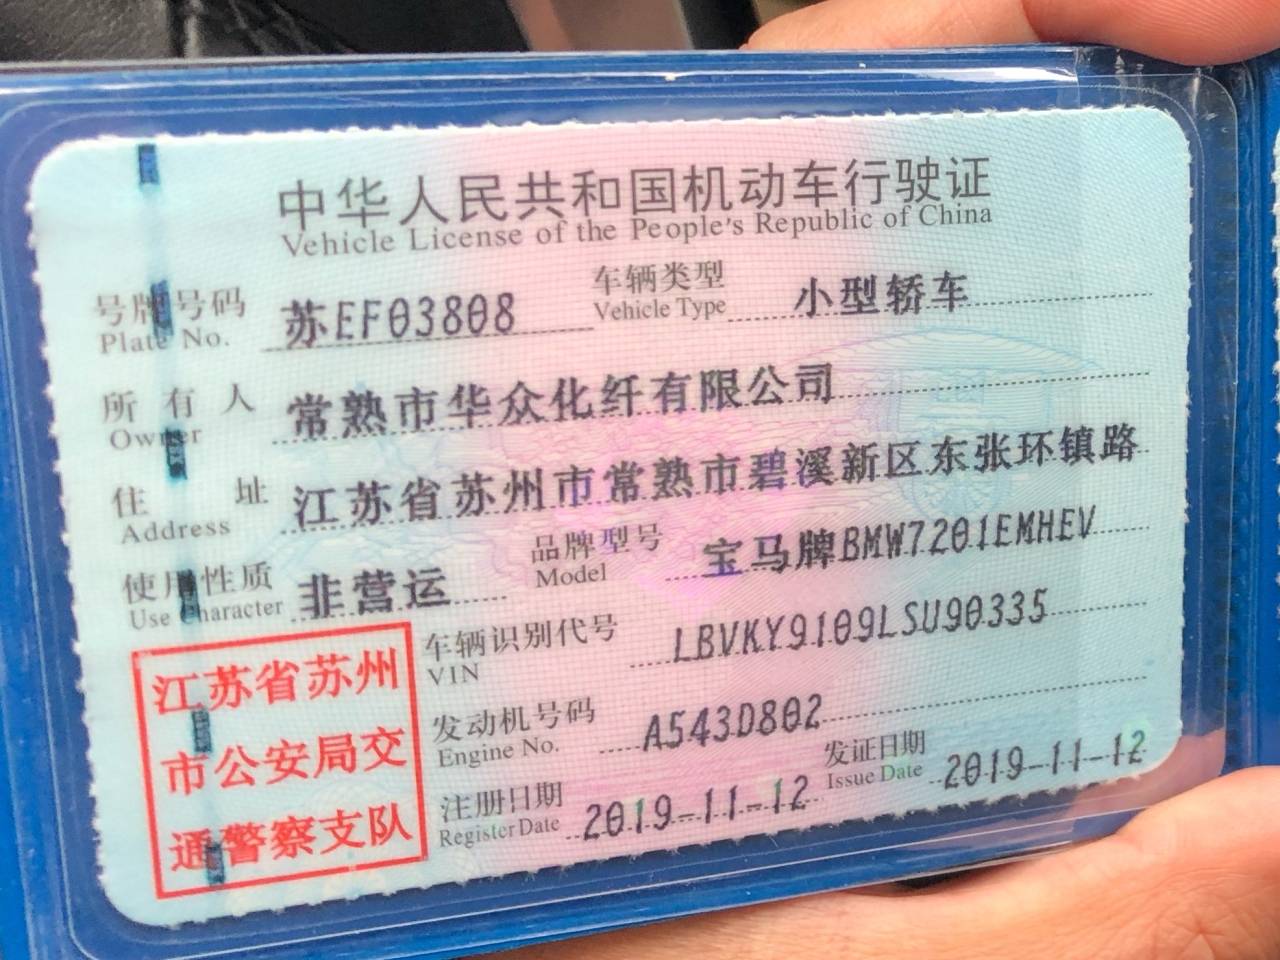 中华人民共和国机动车行驶证
Vehicle License of the People's Republic of China
号牌号码 苏EF03808 车辆类型 小型轿车
Plate No. Vehicle Type
所有人 常熟市华众化纤有限公司
Owner
住址 江苏省苏州市常熟市碧溪新区东张环镇路
Address
使用性质 非营运 品牌型号 宝马牌BMW7201EMHEV
Use Character Model
车辆识别代号 LBVKY9109LSU90335
VIN
发动机号码 A543D802
Engine No.
注册日期 2019-11-12 发证日期 2019-11-12
Register Date Issue Date
江苏省苏州
市公安局交
通警察支队